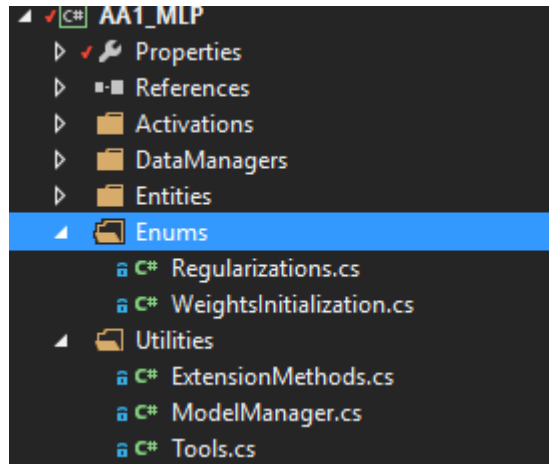 C# AA1_MLP
Properties
References
Activations
DataManagers
Entities
Enums
C# Regularizations.cs
C# WeightsInitialization.cs
Utilities
C# ExtensionMethods.cs
C# ModelManager.cs
C# Tools.cs